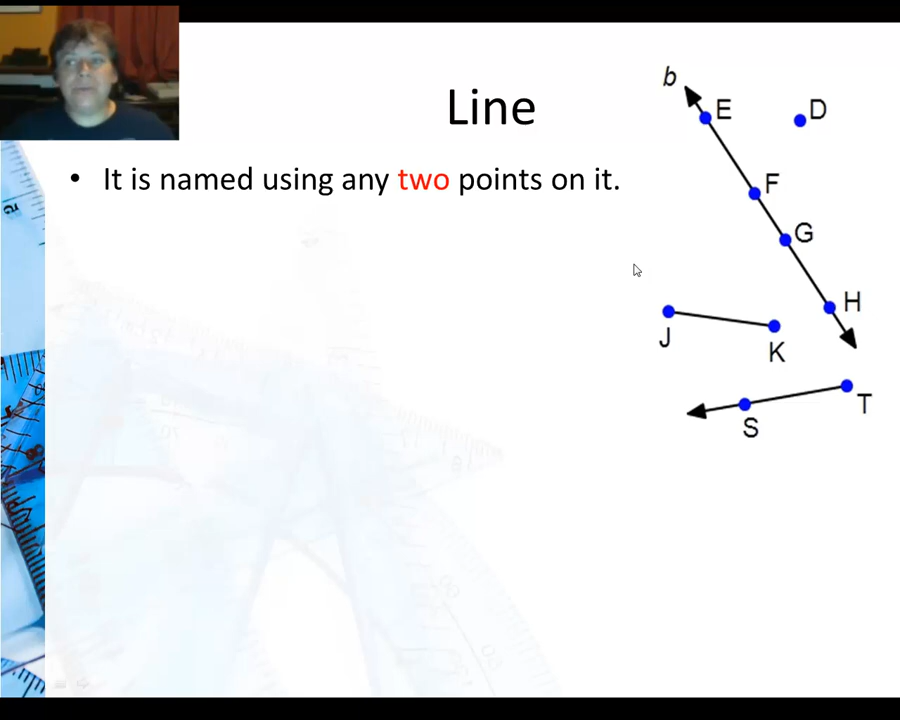 Line
• It is named using any two points on it.
b
E
D
F
G
H
J
K
S
T